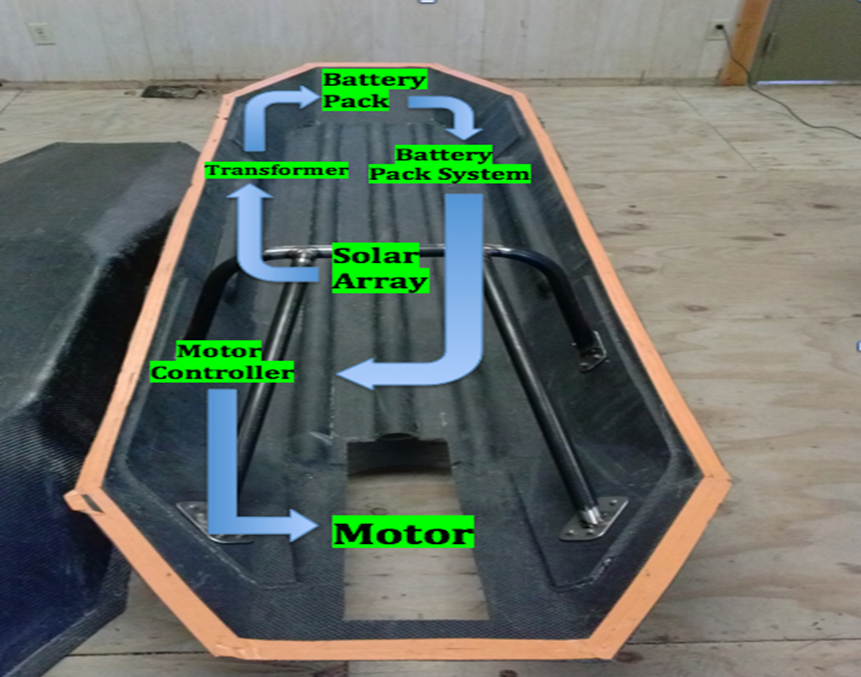 Battery
Pack
Battery
Pack System
Transformer
Solar
Array
Motor
Controller
Motor